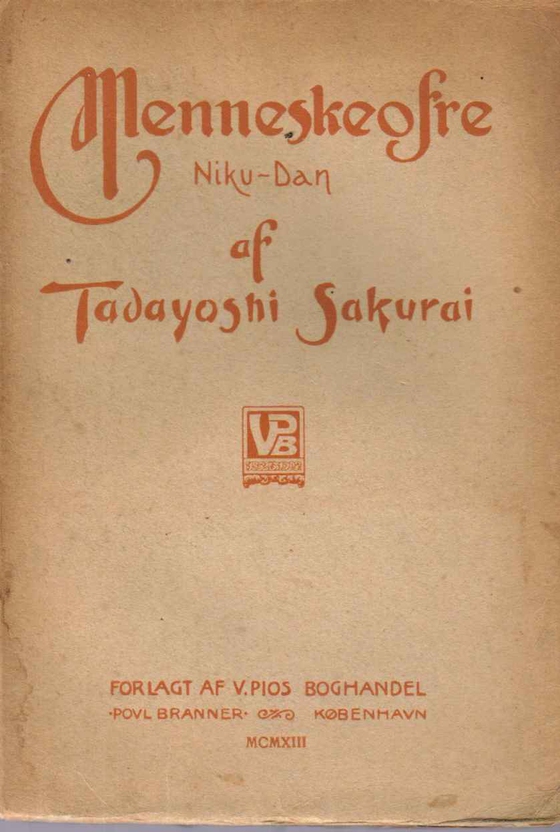 Menneskeofre
Niku-Dan
af
Tadayoshi Sakurai
VPB
FORLAGT AF V. PIOS BOGHANDEL
·POVL BRANNER· KØBENHAVN
MCMXIII